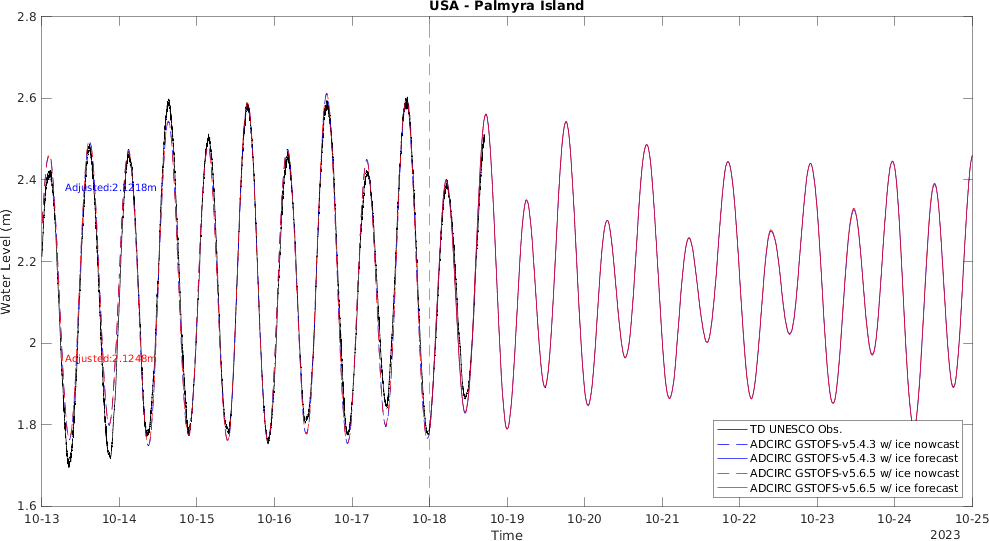 USA - Palmyra Island
2.8
2.6
2.4
2.2
2
1.8
1.6
Water Level (m)
Adjusted:2.1218m
Adjusted:2.1248m
TD UNESCO Obs.
ADCIRC GSTOFS-v5.4.3 w/ ice nowcast
ADCIRC GSTOFS-v5.4.3 w/ ice forecast
ADCIRC GSTOFS-v5.6.5 w/ ice nowcast
ADCIRC GSTOFS-v5.6.5 w/ ice forecast
10-13 10-14 10-15 10-16 10-17 10-18 10-19 10-20 10-21 10-22 10-23 10-24 10-25
Time
2023